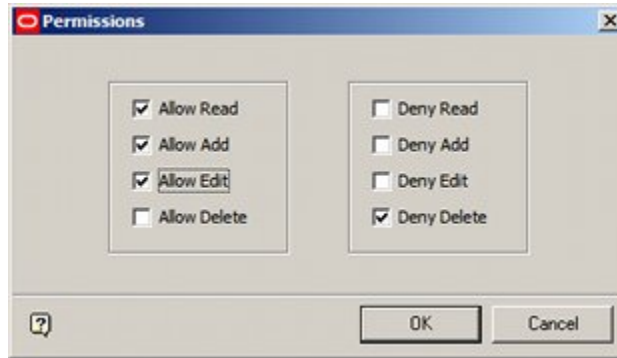 Permissions
Allow Read
Allow Add
Allow Edit
Allow Delete
Deny Read
Deny Add
Deny Edit
Deny Delete
OK
Cancel